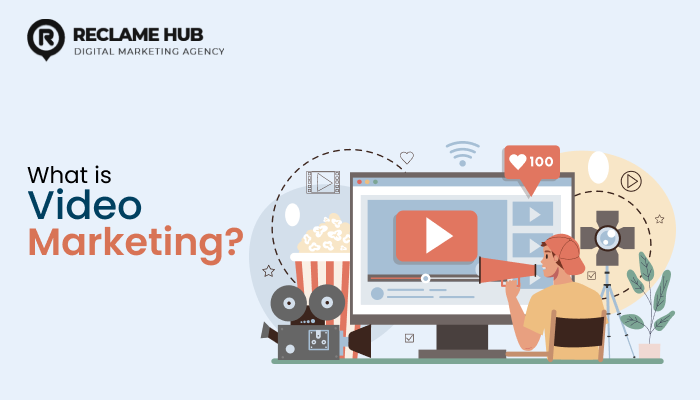 RECLAME HUB
DIGITAL MARKETING AGENCY
What is
Video
Marketing?
100